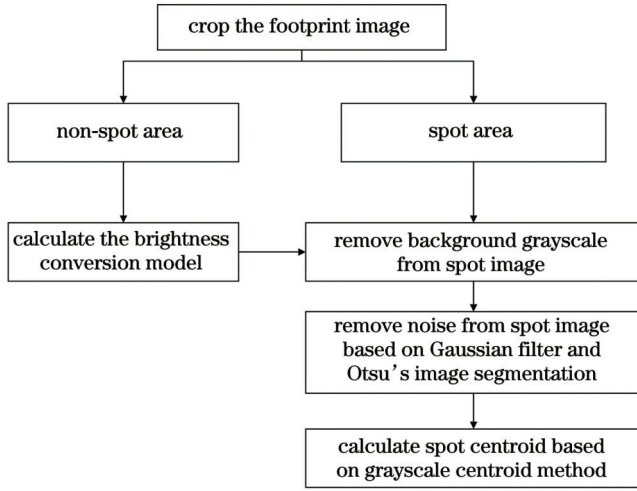 crop the footprint image
non-spot area
spot area
calculate the brightness
conversion model
remove background grayscale
from spot image
remove noise from spot image
based on Gaussian filter and
Otsu’s image segmentation
calculate spot centroid based
on grayscale centroid method